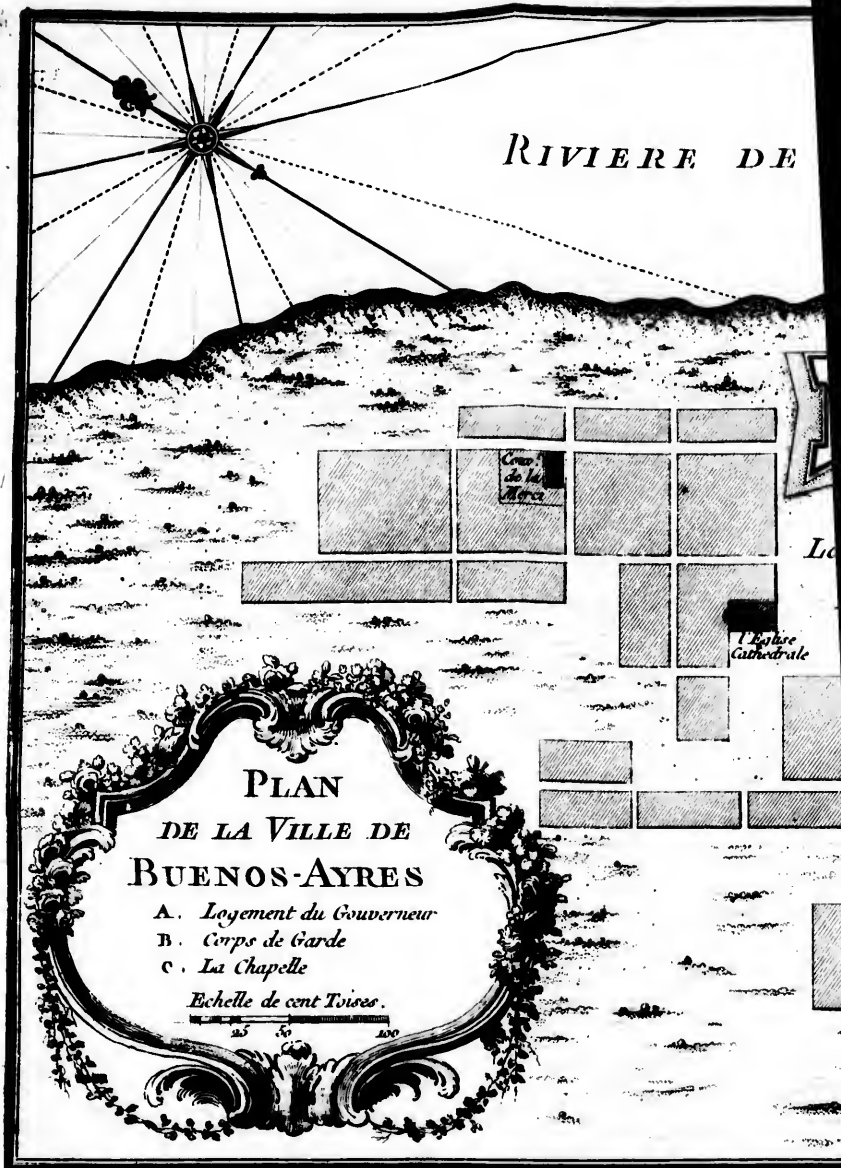 RIVIERE DE
Couv.
de la
Merci
l'Eglise
Cathedrale
PLAN
DE LA VILLE DE
BUENOS-AYRES
A. Logement du Gouverneur
B. Corps de Garde
C. La Chapelle
Echelle de cent Toises.
25 50 100